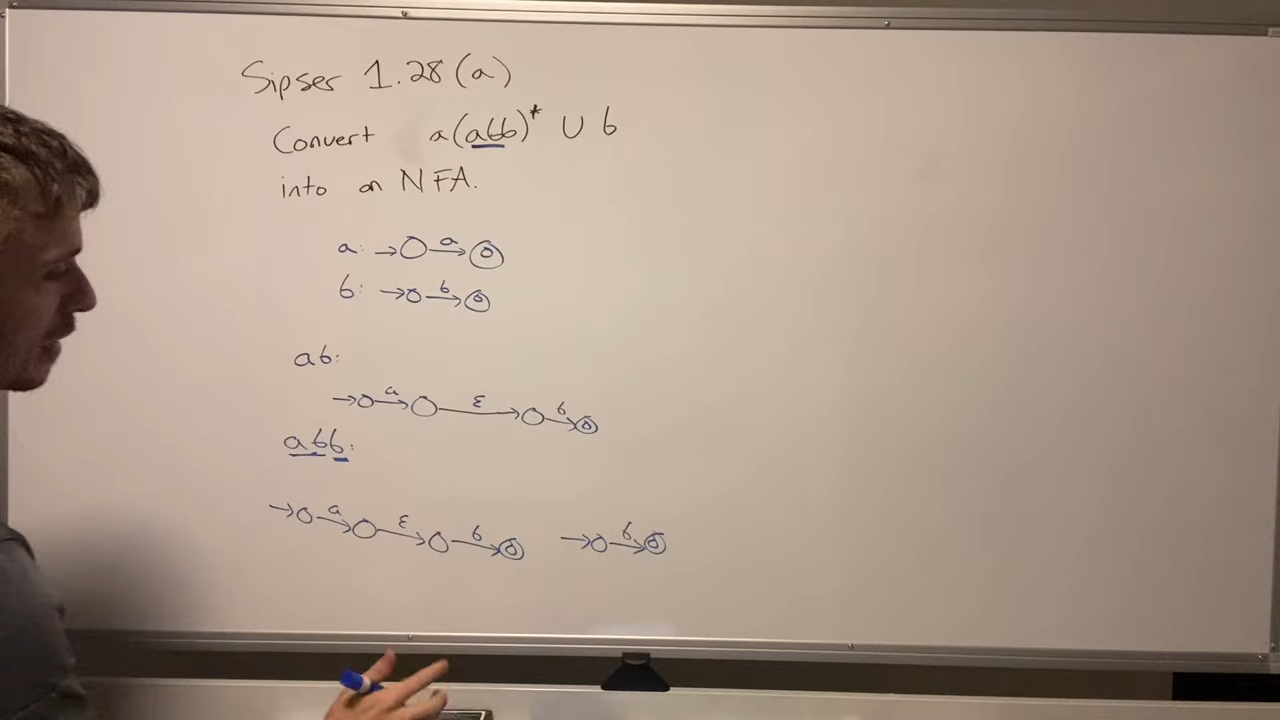 Sipser 1.28(a)
Convert a(abb)* ∪ b
into an NFA.
a: → a
b: → b
ab:
→ a ε b
abb:
→ a ε b → b